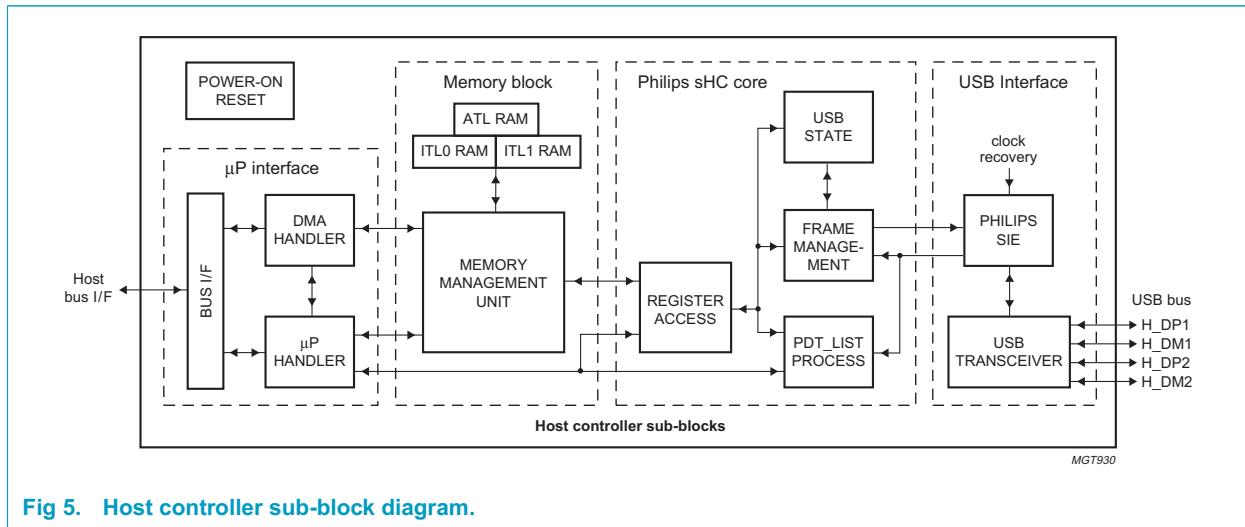 POWER-ON
RESET
Memory block
ATL RAM
ITL0 RAM
ITL1 RAM
Philips sHC core
USB
STATE
USB Interface
clock
recovery
μP interface
DMA
HANDLER
MEMORY
MANAGEMENT
UNIT
FRAME
MANAGE-
MENT
PHILIPS
SIE
Host
bus I/F
BUS I/F
REGISTER
ACCESS
μP
HANDLER
PDT_LIST
PROCESS
USB
TRANSCEIVER
USB bus
H_DP1
H_DM1
H_DP2
H_DM2
Host controller sub-blocks
MGT930
Fig 5. Host controller sub-block diagram.